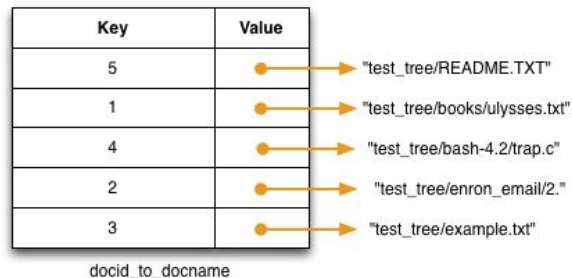 Key Value
5 "test_tree/README.TXT"
1 "test_tree/books/ulysses.txt"
4 "test_tree/bash-4.2/trap.c"
2 "test_tree/enron_email/2."
3 "test_tree/example.txt"
docid_to_docname